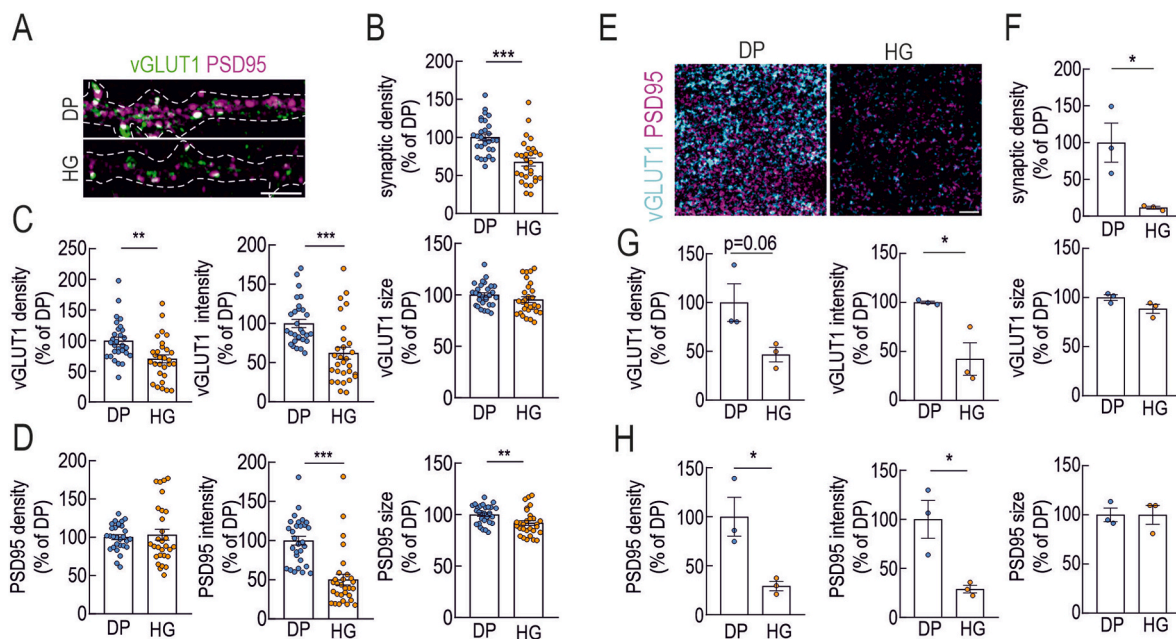 A
vGLUT1 PSD95
DP
HG
B
synaptic density
(% of DP)
200
150
100
50
0
***
DP
HG
C
vGLUT1 density
(% of DP)
250
200
150
100
50
0
**
DP
HG
vGLUT1 intensity
(% of DP)
200
150
100
50
0
***
DP
HG
vGLUT1 size
(% of DP)
150
100
50
0
DP
HG
D
PSD95 density
(% of DP)
200
150
100
50
0
DP
HG
PSD95 intensity
(% of DP)
200
150
100
50
0
***
DP
HG
PSD95 size
(% of DP)
150
100
50
0
**
DP
HG
E
DP
HG
vGLUT1 PSD95
F
synaptic density
(% of DP)
200
150
100
50
0
*
DP
HG
G
vGLUT1 density
(% of DP)
150
100
50
0
p=0.06
DP
HG
vGLUT1 intensity
(% of DP)
150
100
50
0
*
DP
HG
vGLUT1 size
(% of DP)
150
100
50
0
DP
HG
H
PSD95 density
(% of DP)
150
100
50
0
*
DP
HG
PSD95 intensity
(% of DP)
150
100
50
0
*
DP
HG
PSD95 size
(% of DP)
150
100
50
0
DP
HG